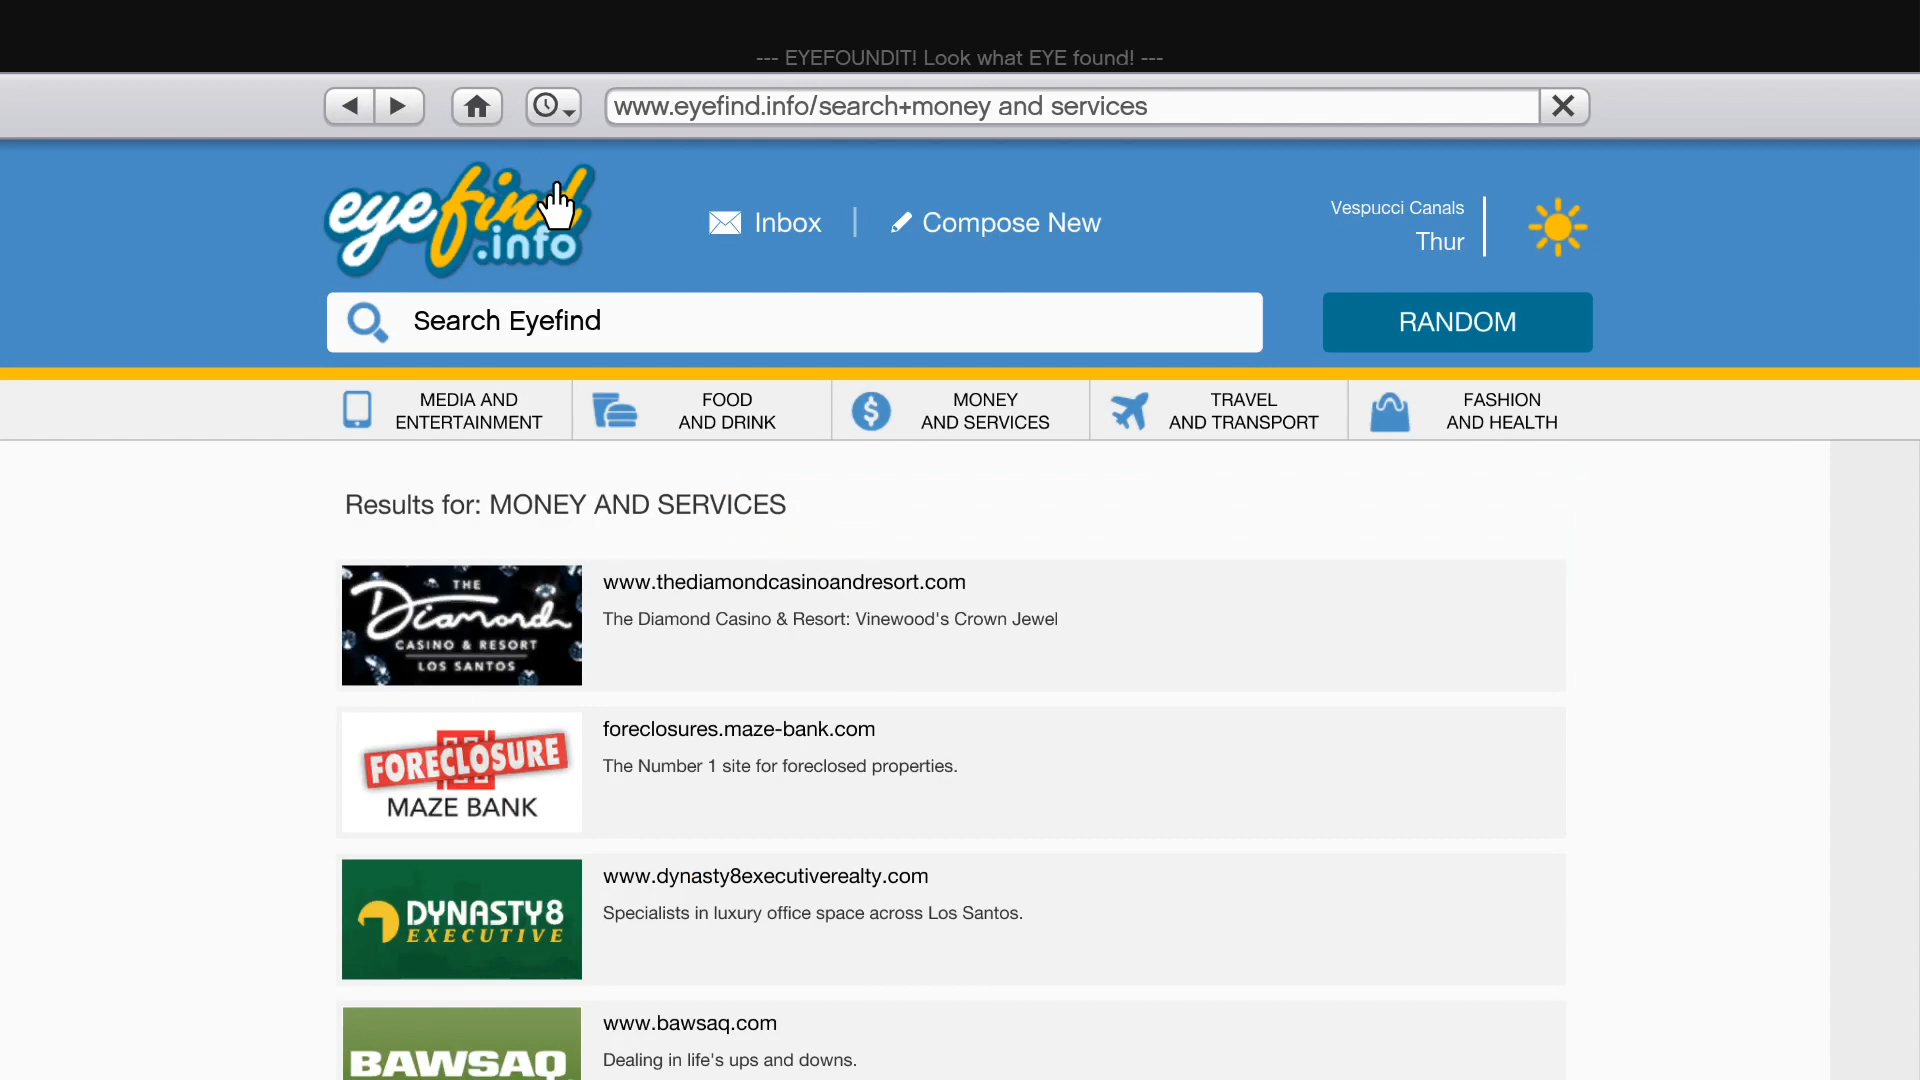 --- EYEFOUNDIT! Look what EYE found! ---
www.eyefind.info/search+money and services
eyefind
.info
Inbox
Compose New
Vespucci Canals
Thur
Search Eyefind
RANDOM
MEDIA AND
ENTERTAINMENT
FOOD
AND DRINK
MONEY
AND SERVICES
TRAVEL
AND TRANSPORT
FASHION
AND HEALTH
Results for: MONEY AND SERVICES
THE
Diamond
CASINO & RESORT
LOS SANTOS
www.thediamondcasinoandresort.com
The Diamond Casino & Resort: Vinewood's Crown Jewel
FORECLOSURE
MAZE BANK
foreclosures.maze-bank.com
The Number 1 site for foreclosed properties.
DYNASTY8
EXECUTIVE
www.dynasty8executiverealty.com
Specialists in luxury office space across Los Santos.
BAWSAQ
www.bawsaq.com
Dealing in life's ups and downs.